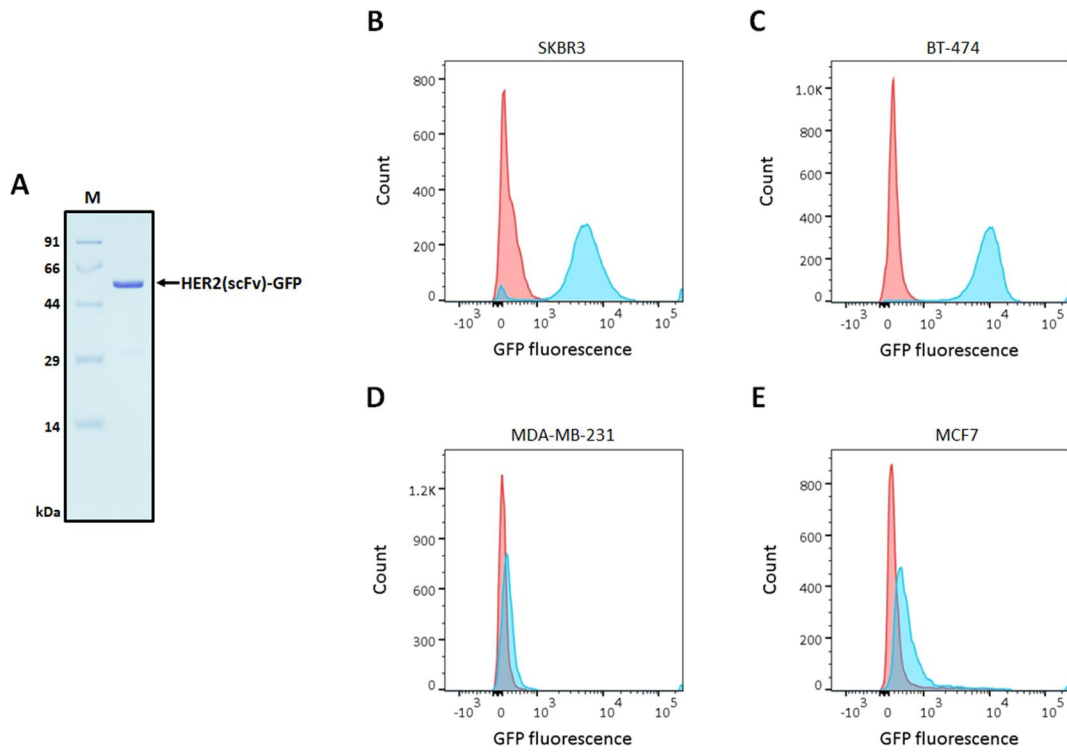 A
M
91
66
44
29
14
kDa
HER2(scFv)-GFP
B
SKBR3
800
600
400
200
0
Count
-10³ 0 10³ 10⁴ 10⁵
GFP fluorescence
C
BT-474
1.0K
800
600
400
200
0
Count
-10³ 0 10³ 10⁴ 10⁵
GFP fluorescence
D
MDA-MB-231
1.2K
900
600
300
0
Count
-10³ 0 10³ 10⁴ 10⁵
GFP fluorescence
E
MCF7
800
600
400
200
0
Count
-10³ 0 10³ 10⁴ 10⁵
GFP fluorescence